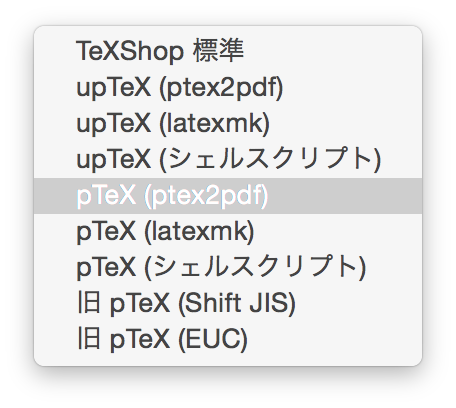 TeXShop 標準
upTeX (ptex2pdf)
upTeX (latexmk)
upTeX (シェルスクリプト)
pTeX (ptex2pdf)
pTeX (latexmk)
pTeX (シェルスクリプト)
旧 pTeX (Shift JIS)
旧 pTeX (EUC)